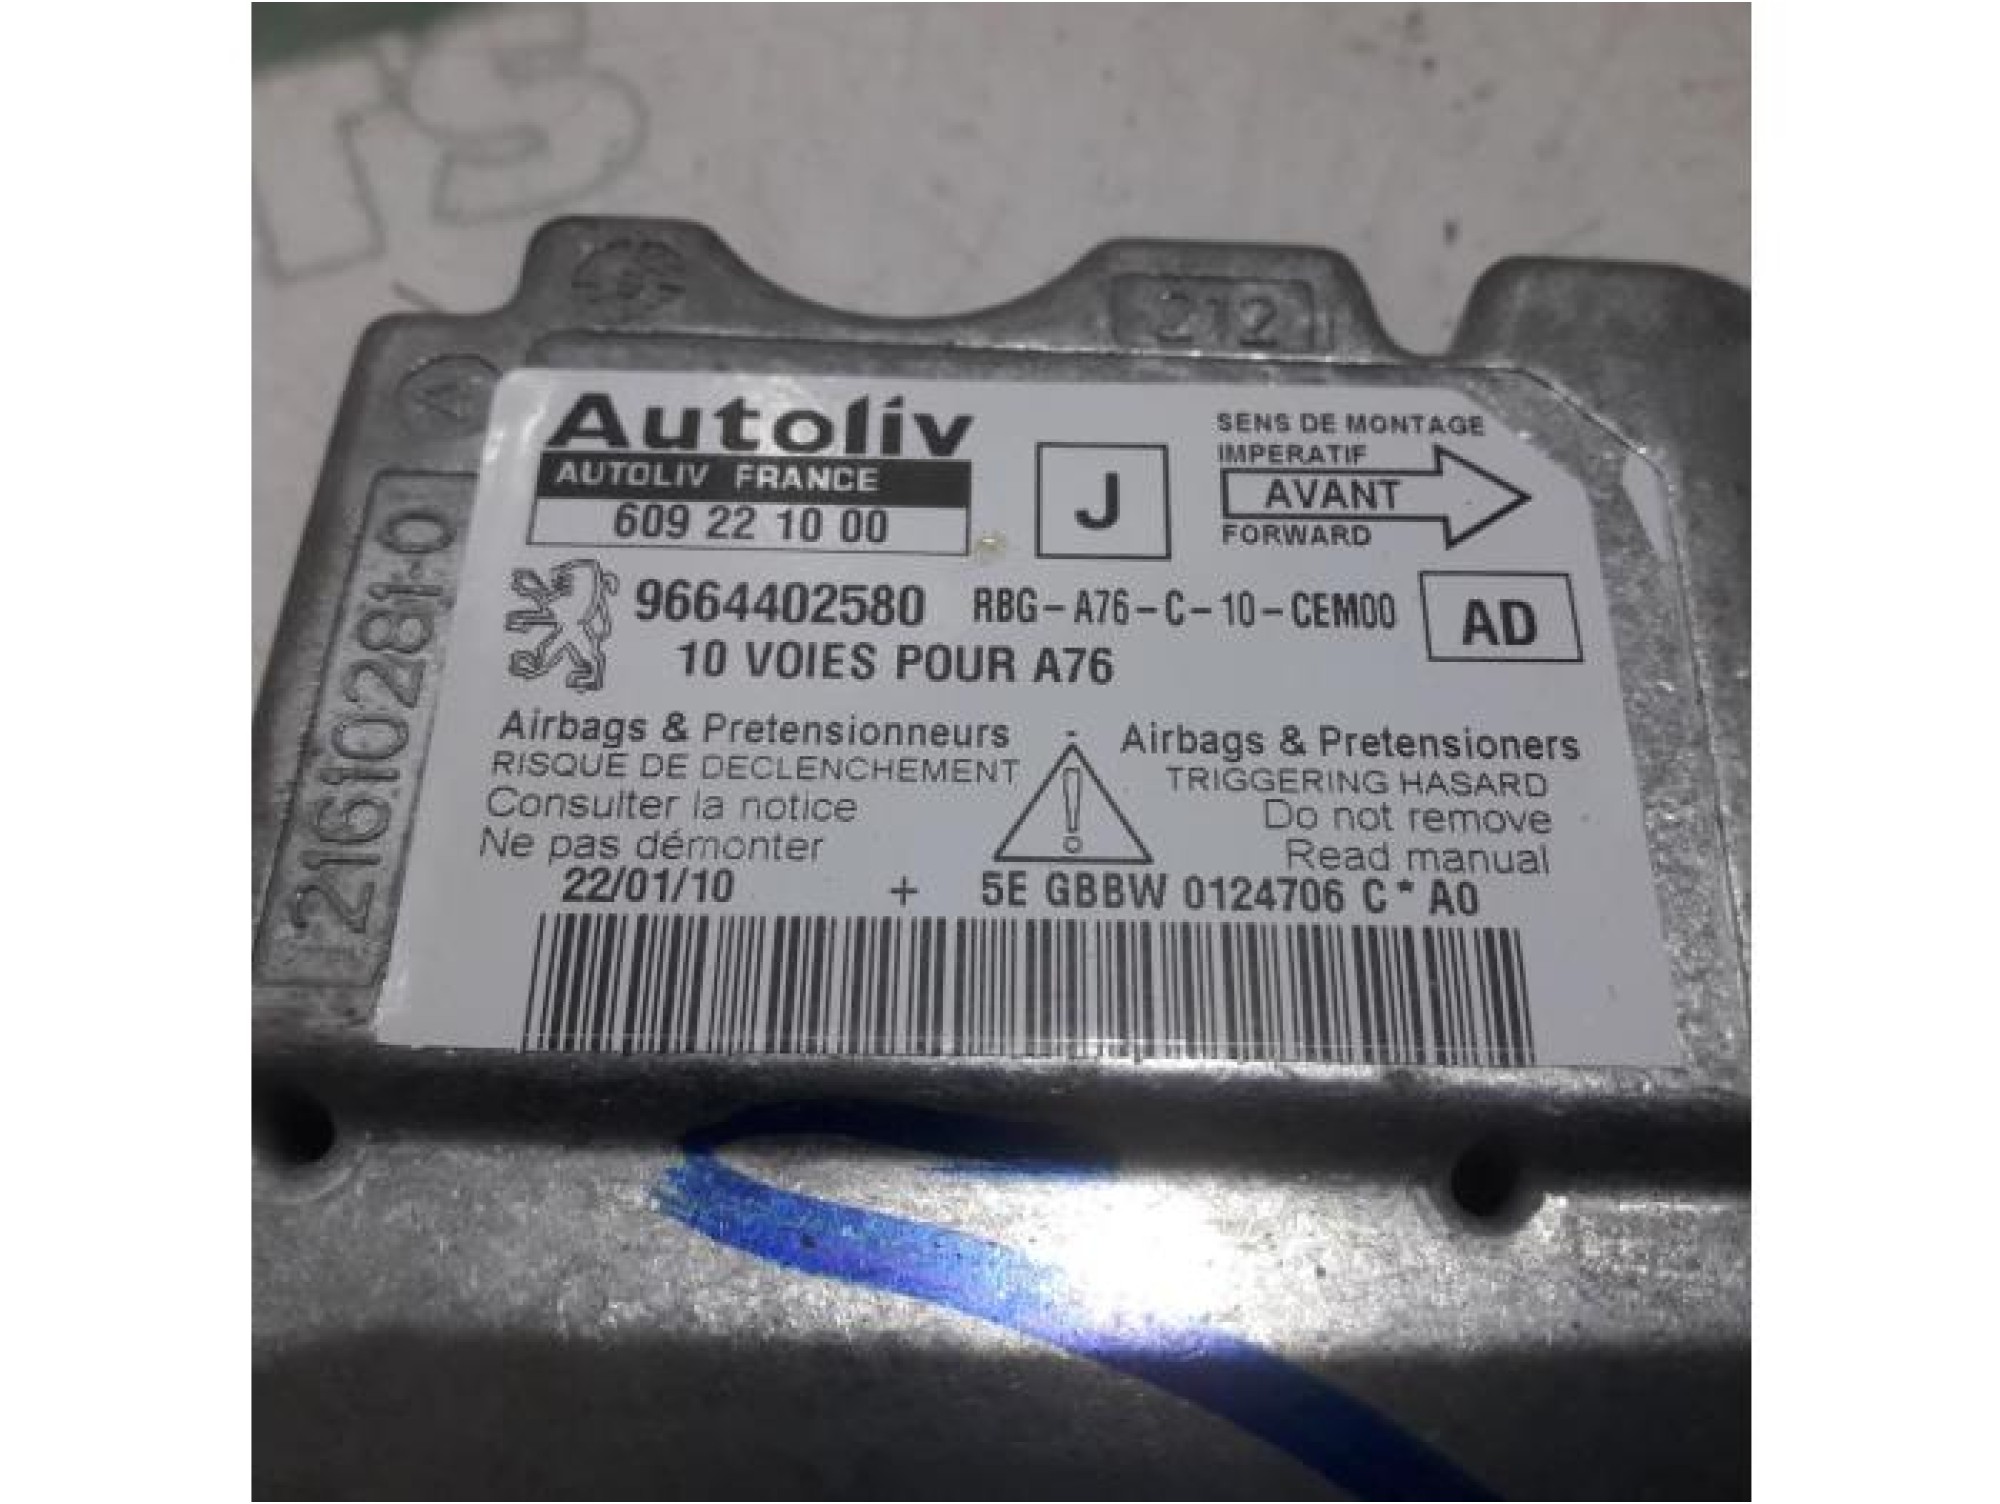 TS
212
A
21610281-0
Autoliv
AUTOLIV FRANCE
609 22 10 00
J
SENS DE MONTAGE
IMPERATIF
AVANT
FORWARD
9664402580 RBG-A76-C-10-CEM00
AD
10 VOIES POUR A76
Airbags & Pretensionneurs
RISQUE DE DECLENCHEMENT
Consulter la notice
Ne pas démonter
Airbags & Pretensioners
TRIGGERING HASARD
Do not remove
Read manual
22/01/10 + 5E GBBW 0124706 C * A0